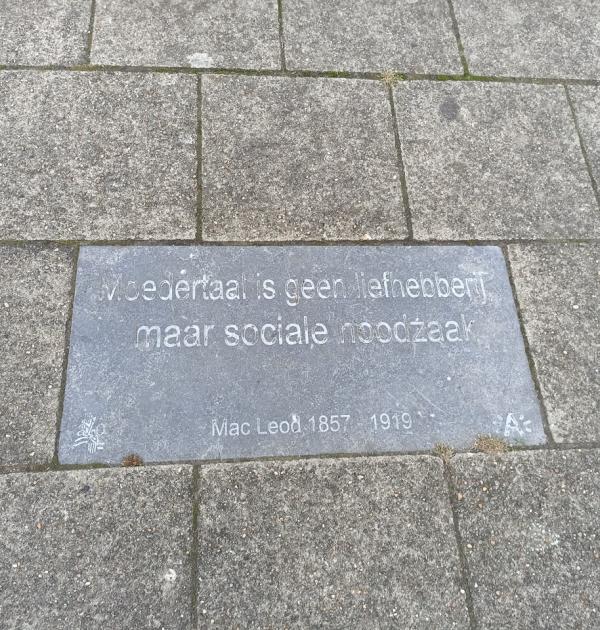 Moedertaal is geen liefhebberij
maar sociale noodzaak
Mac Leod 1857 - 1919
A